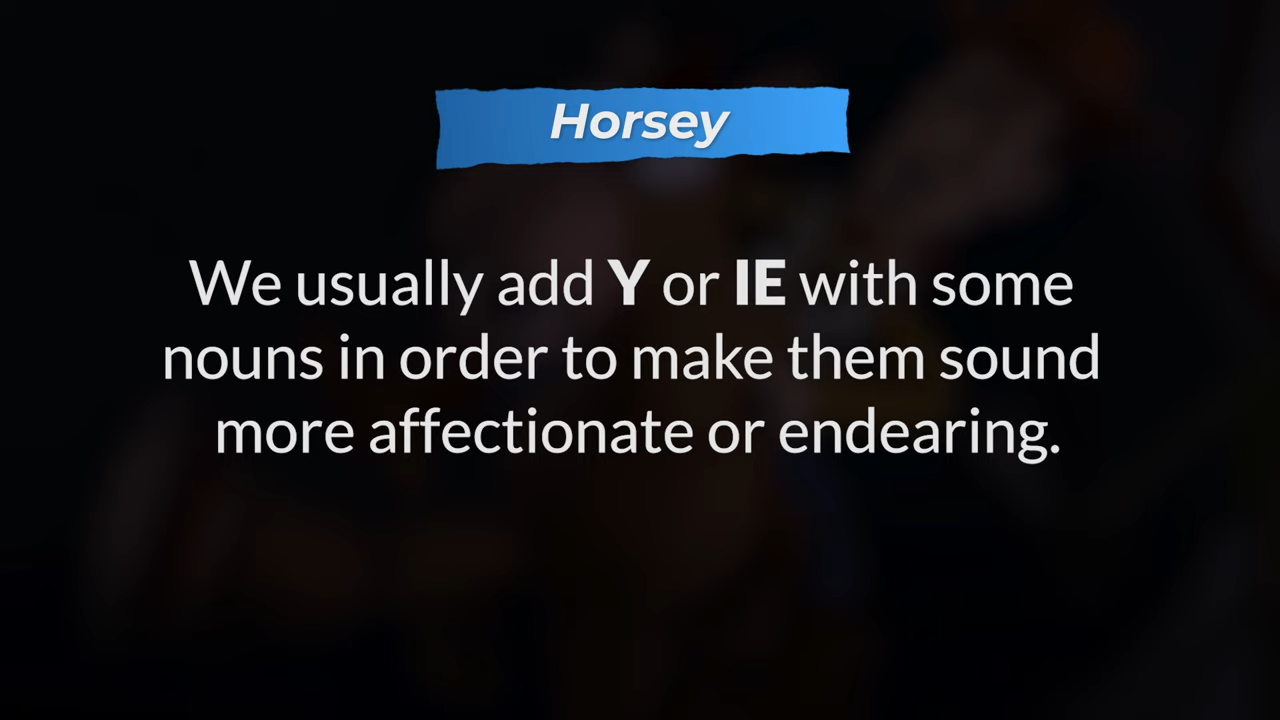 Horsey
We usually add Y or IE with some
nouns in order to make them sound
more affectionate or endearing.